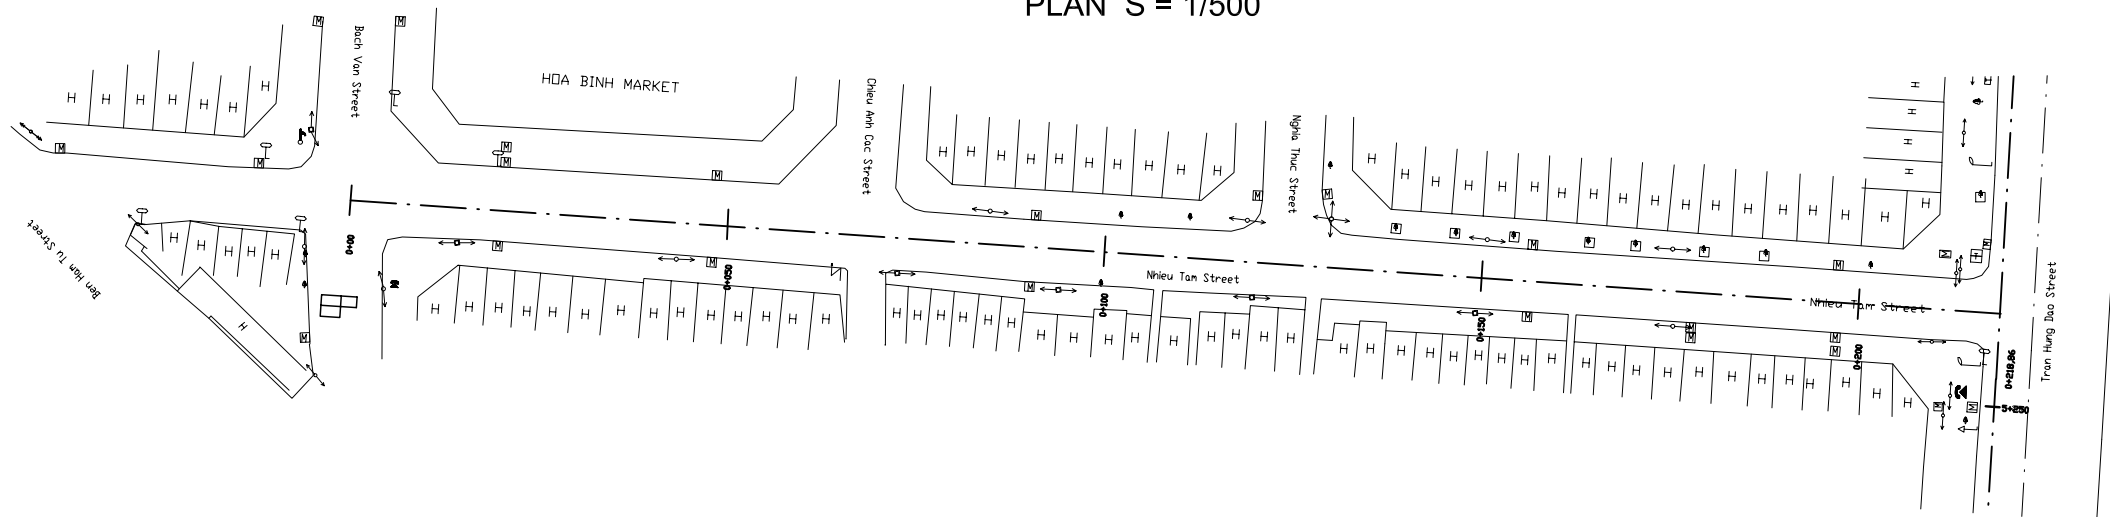 PLAN S = 1/500
Bach Van Street
HOA BINH MARKET
Chieu Anh Cac Street
Nghia Thuc Street
Ben Ham Tu Street
Nhieu Tam Street
Nhieu Tam Street
Tran Hung Dao Street
0+00
0+050
0+100
0+150
0+200
0+218,86
5+250